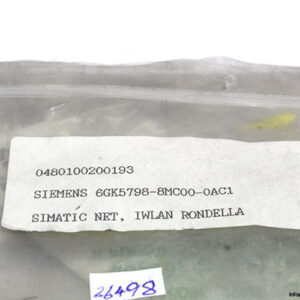 0480100200193
SIEMENS 6GK5798-8MC00-0AC1
SIMATIC NET, IWLAN RONDELLA
26498